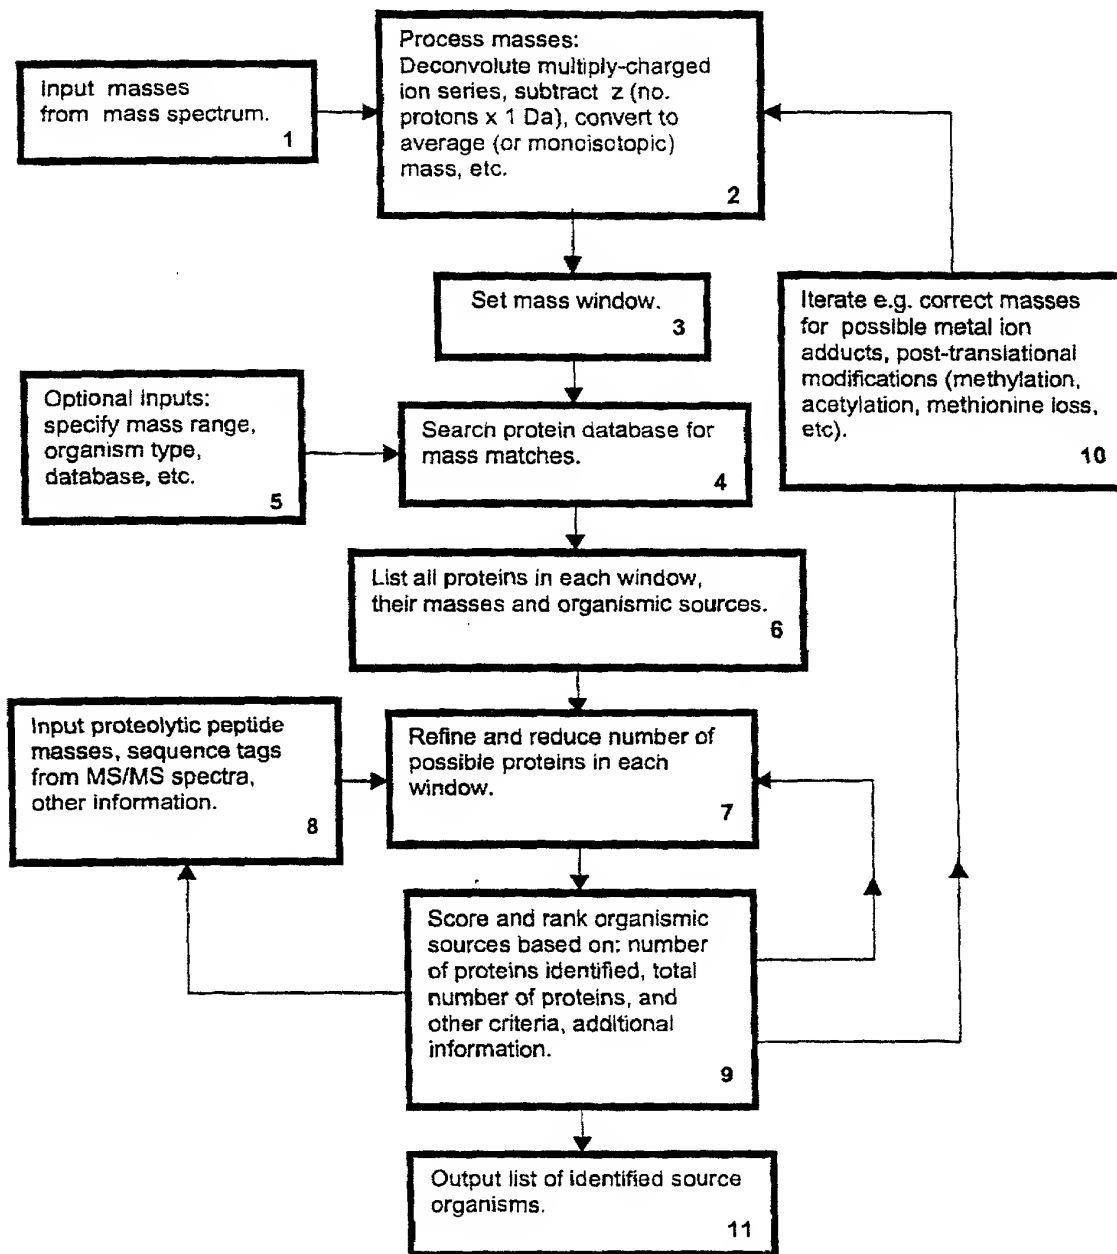 Input masses
from mass spectrum.
1
Process masses:
Deconvolute multiply-charged
ion series, subtract z (no.
protons x 1 Da), convert to
average (or monoisotopic)
mass, etc.
2
Set mass window.
3
Optional inputs:
specify mass range,
organism type,
database, etc.
5
Search protein database for
mass matches.
4
Iterate e.g. correct masses
for possible metal ion
adducts, post-translational
modifications (methylation,
acetylation, methionine loss,
etc).
10
List all proteins in each window,
their masses and organismic sources.
6
Input proteolytic peptide
masses, sequence tags
from MS/MS spectra,
other information.
8
Refine and reduce number of
possible proteins in each
window.
7
Score and rank organismic
sources based on: number
of proteins identified, total
number of proteins, and
other criteria, additional
information.
9
Output list of identified source
organisms.
11